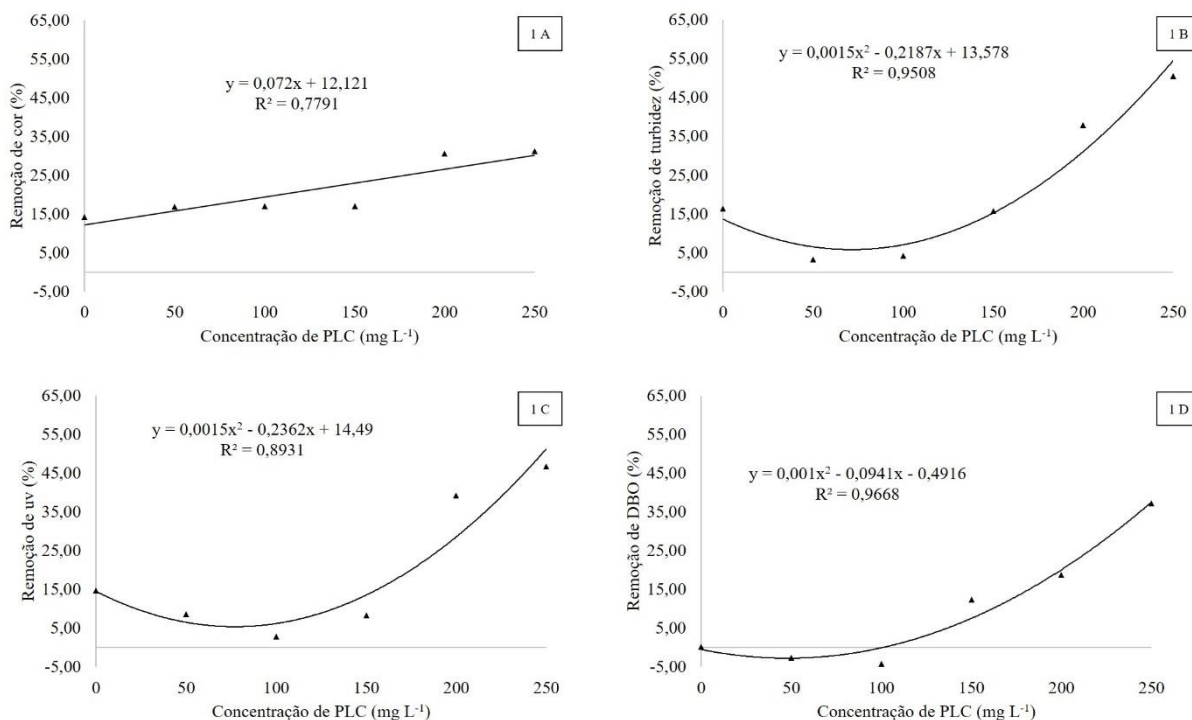 1 A
65,00
55,00
45,00
35,00
25,00
15,00
5,00
-5,00
Remoção de cor (%)
y = 0,072x + 12,121
R² = 0,7791
0 50 100 150 200 250
Concentração de PLC (mg L⁻¹)
1 B
65,00
55,00
45,00
35,00
25,00
15,00
5,00
-5,00
Remoção de turbidez (%)
y = 0,0015x² - 0,2187x + 13,578
R² = 0,9508
0 50 100 150 200 250
Concentração de PLC (mg L⁻¹)
1 C
65,00
55,00
45,00
35,00
25,00
15,00
5,00
-5,00
Remoção de uv (%)
y = 0,0015x² - 0,2362x + 14,49
R² = 0,8931
0 50 100 150 200 250
Concentração de PLC (mg L⁻¹)
1 D
65,00
55,00
45,00
35,00
25,00
15,00
5,00
-5,00
Remoção de DBO (%)
y = 0,001x² - 0,0941x - 0,4916
R² = 0,9668
0 50 100 150 200 250
Concentração de PLC (mg L⁻¹)